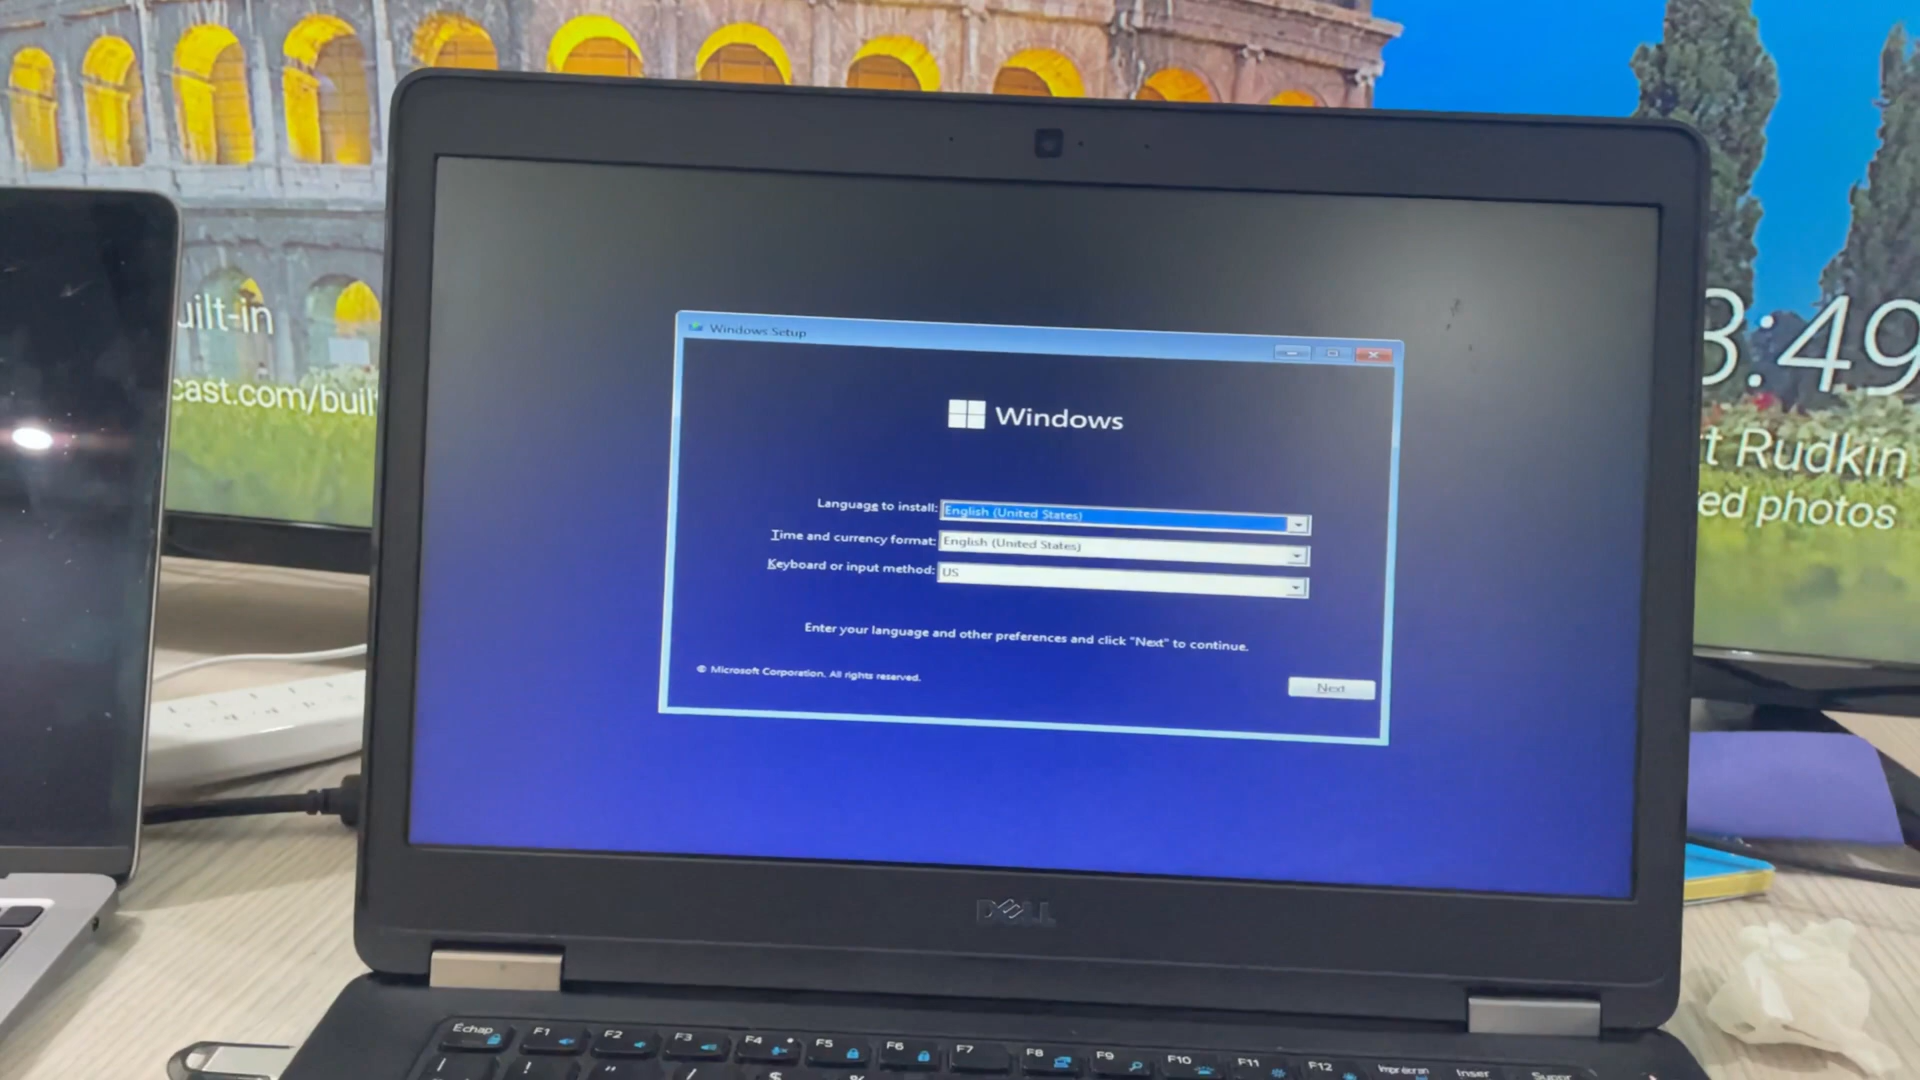 uilt-in
cast.com/buil
3:49
t Rudkin
ed photos
Windows Setup
Windows
Language to install: English (United States)
Time and currency format: English (United States)
Keyboard or input method: US
Enter your language and other preferences and click "Next" to continue.
© Microsoft Corporation. All rights reserved.
Next
DELL
Échap F1 F2 F3 F4 F5 F6 F7 F8 F9 F10 F11 F12 Impr écran Inser Suppr
/ ! " / $ %